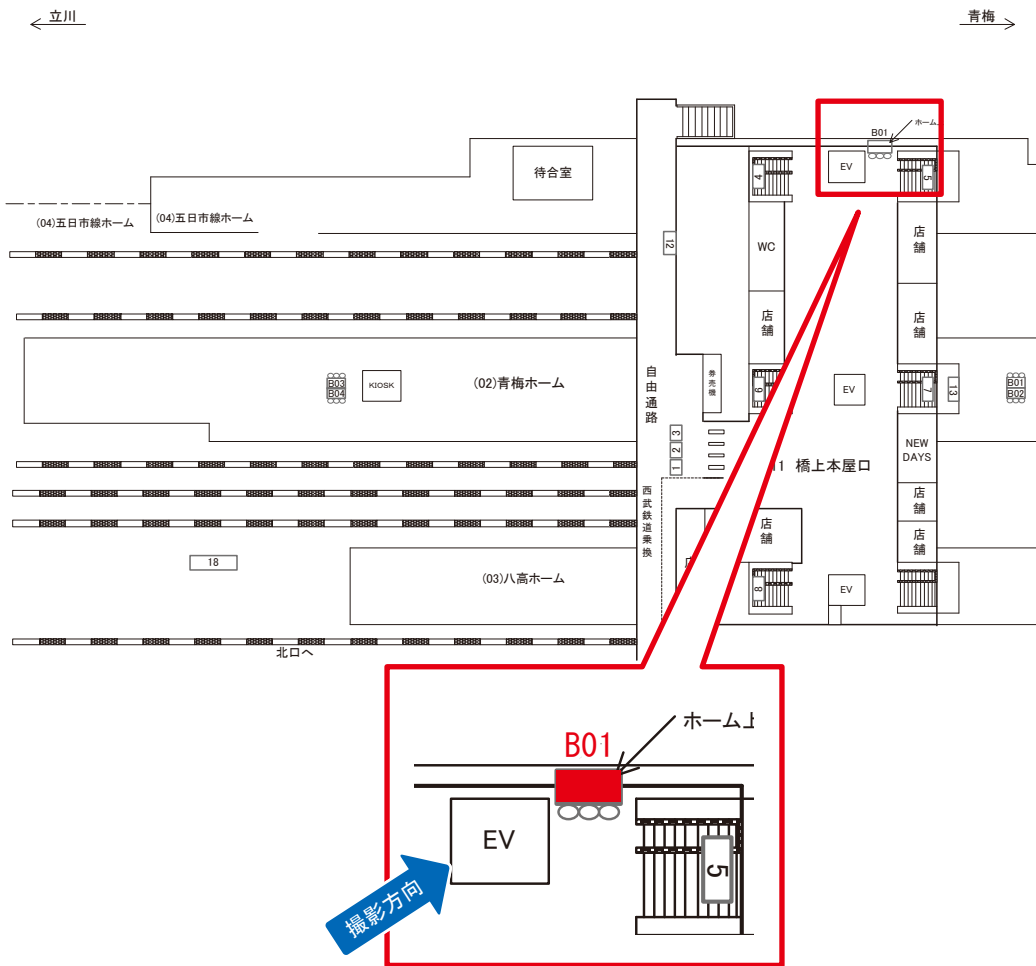 立川
青梅
B01
ホーム
待合室
EV
4
5
(04)五日市線ホーム
(04)五日市線ホーム
12
WC
店舗
店舗
店舗
自由通路
券売機
B03
B04
KIOSK
(02)青梅ホーム
6
EV
7
13
B01
B02
3
2
1
11 橋上本屋口
NEW
DAYS
西武鉄道乗換
店舗
店舗
店舗
18
(03)八高ホーム
8
EV
北口へ
ホーム上
B01
EV
5
撮影方向